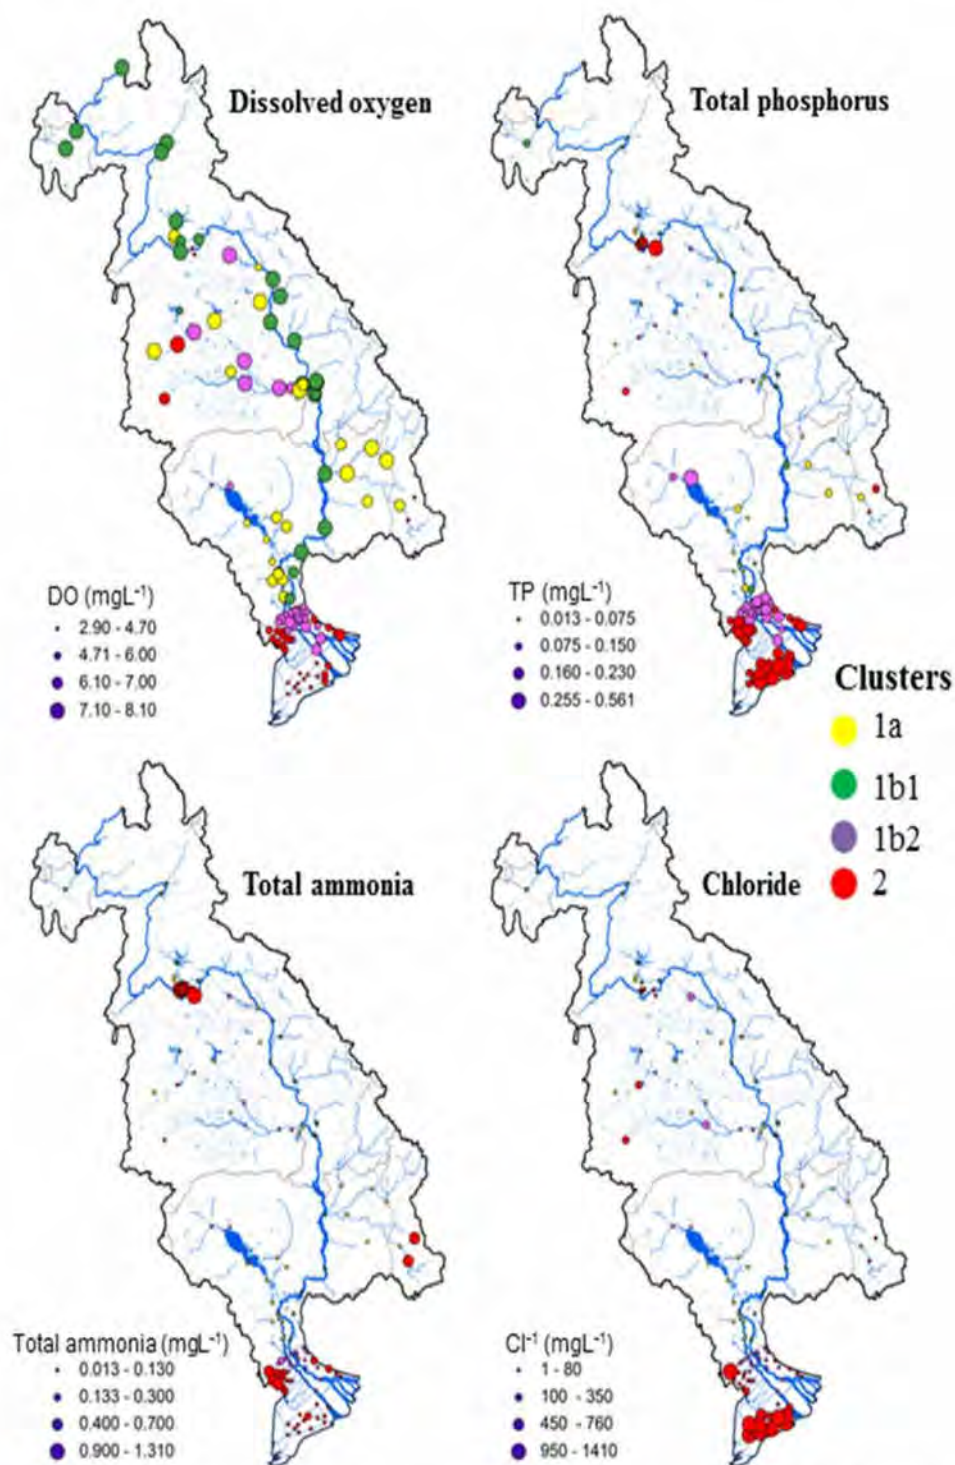 Dissolved oxygen
Total phosphorus
DO (mgL⁻¹)
2.90 - 4.70
4.71 - 6.00
6.10 - 7.00
7.10 - 8.10
TP (mgL⁻¹)
0.013 - 0.075
0.075 - 0.150
0.160 - 0.230
0.255 - 0.561
Clusters
1a
1b1
1b2
2
Total ammonia
Chloride
Total ammonia (mgL⁻¹)
0.013 - 0.130
0.133 - 0.300
0.400 - 0.700
0.900 - 1.310
Cl⁻¹ (mgL⁻¹)
1 - 80
100 - 350
450 - 760
950 - 1410